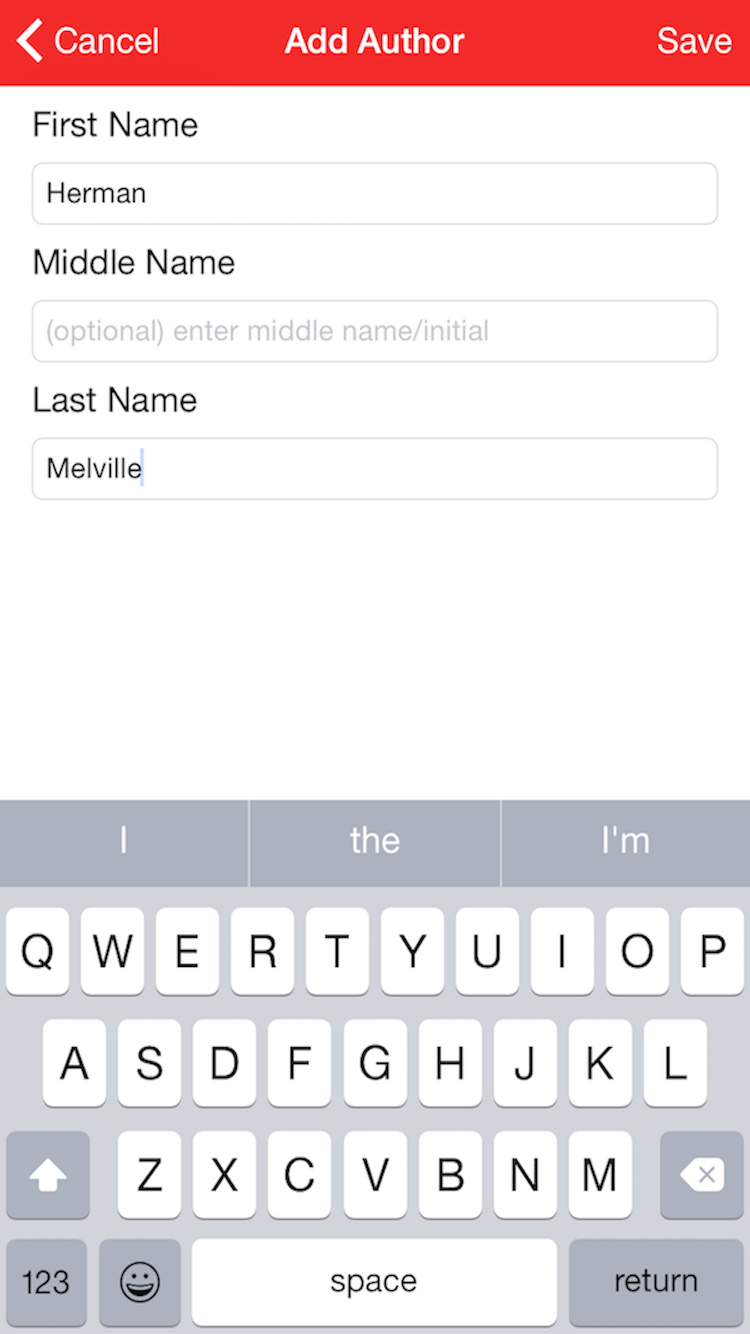 Cancel Add Author Save
First Name
Herman
Middle Name
(optional) enter middle name/initial
Last Name
Melville
I the I'm
Q W E R T Y U I O P
A S D F G H J K L
Z X C V B N M
123 space return